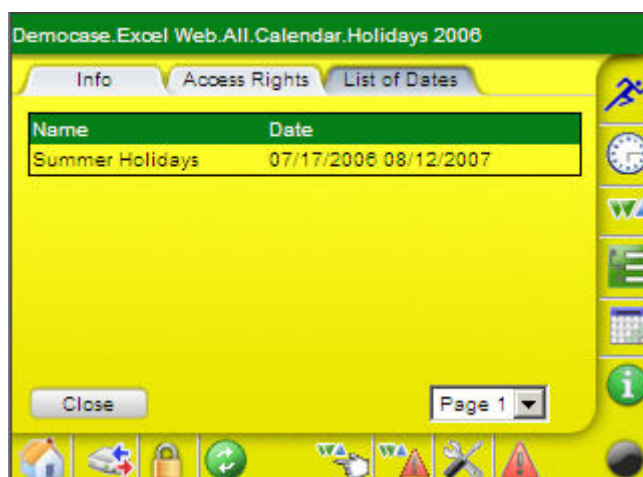 Democase.Excel Web.All.Calendar.Holidays 2006
Info Access Rights List of Dates
Name Date
Summer Holidays 07/17/2006 08/12/2007
Close Page 1